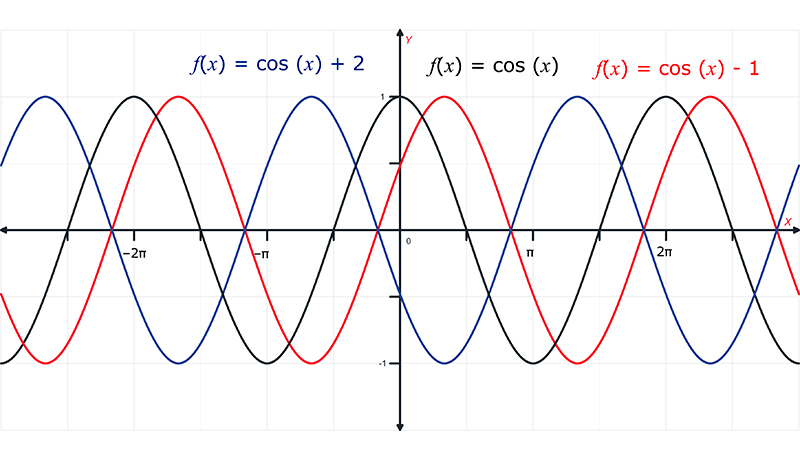 Y
f(x) = cos (x) + 2
f(x) = cos (x)
f(x) = cos (x) - 1
1
X
0
−2π
−π
π
2π
-1